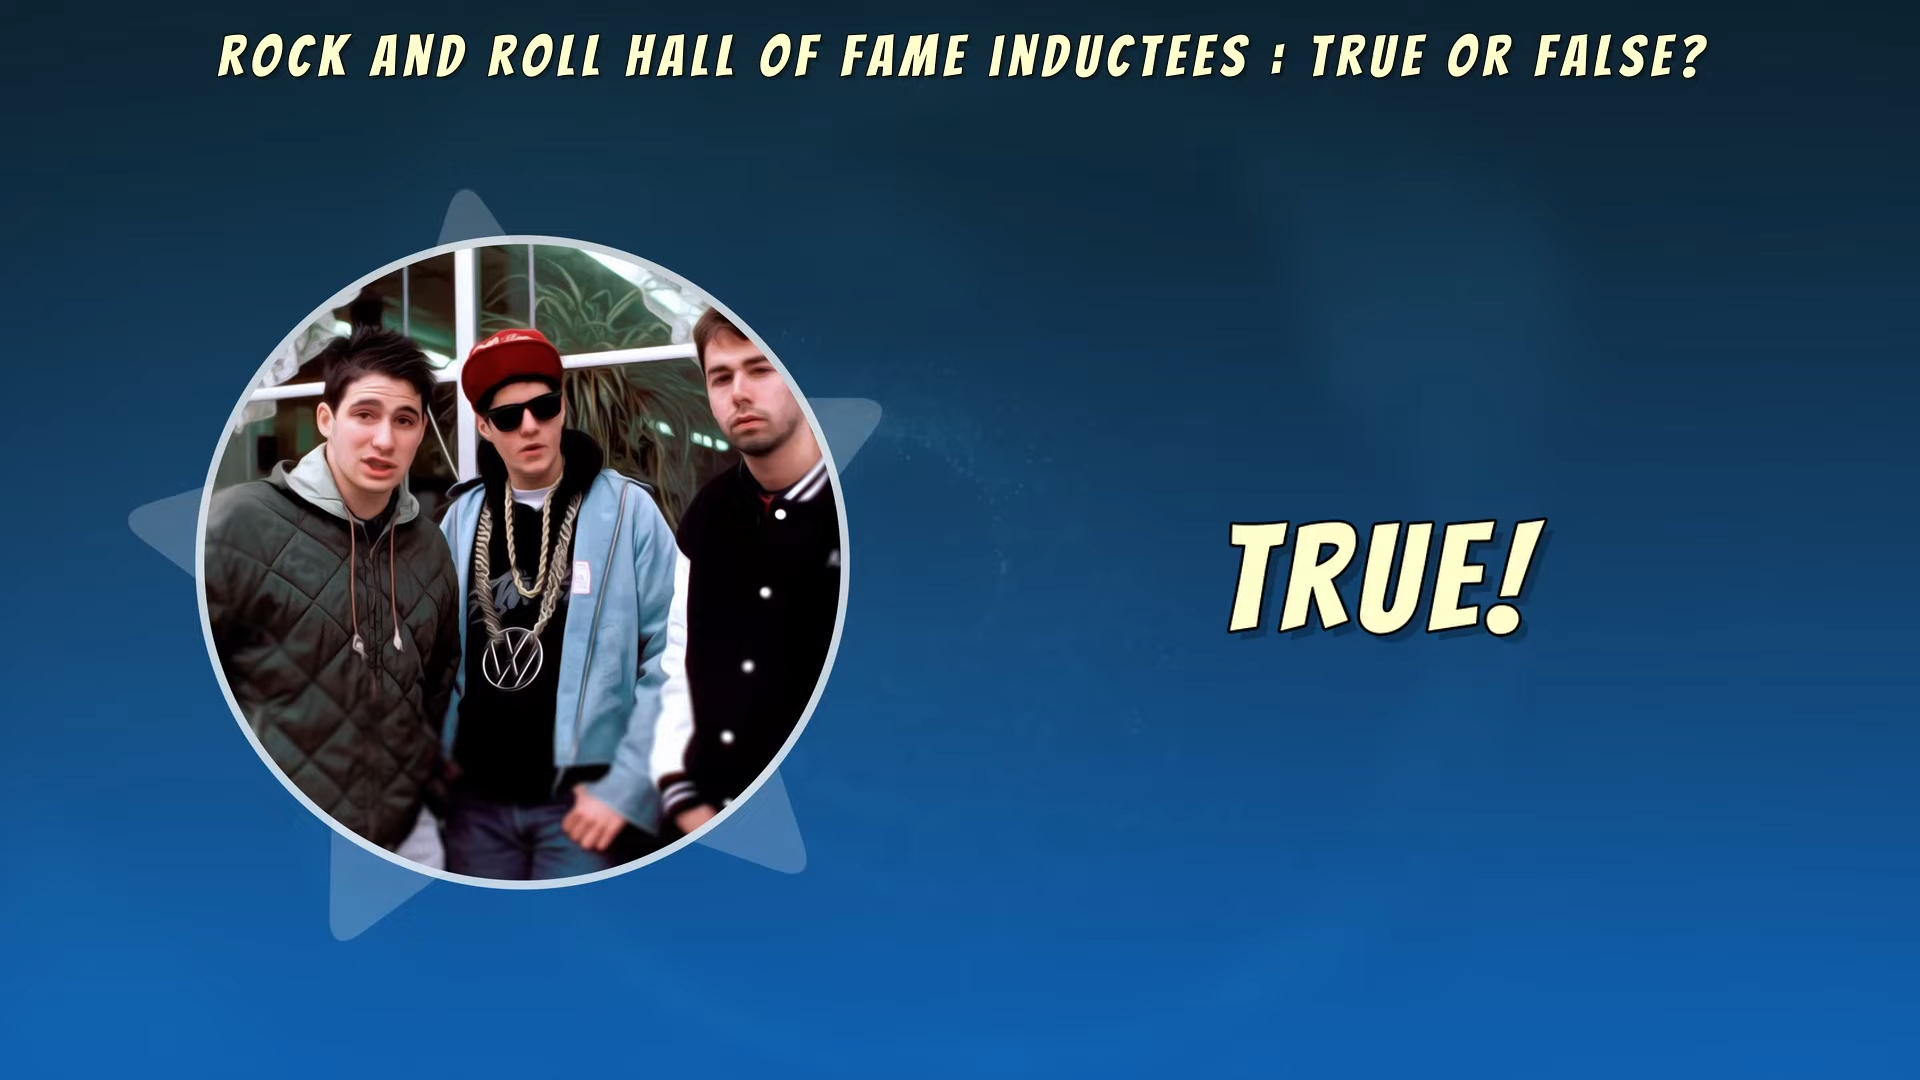 ROCK AND ROLL HALL OF FAME INDUCTEES : TRUE OR FALSE?
TRUE!